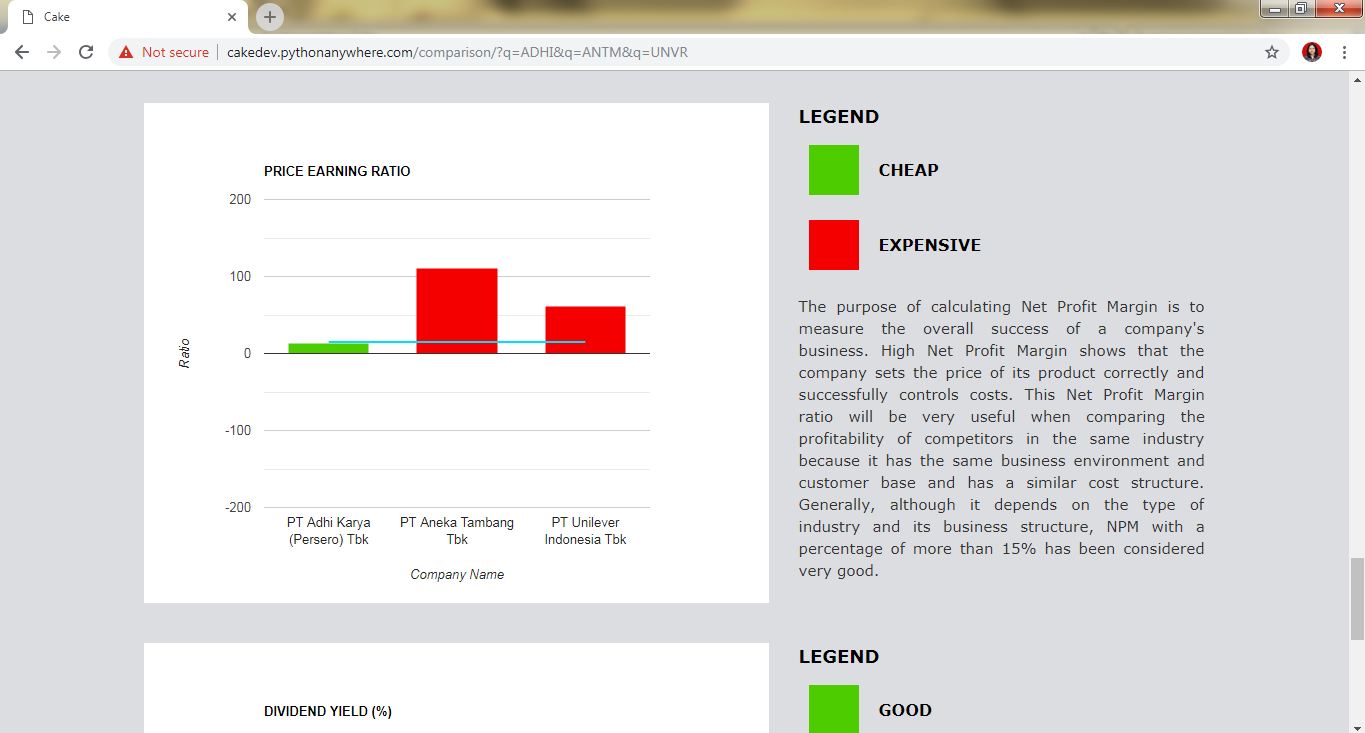 Cake
Not secure
cakedev.pythonanywhere.com/comparison/?q=ADHI&q=ANTM&q=UNVR
PRICE EARNING RATIO
200
100
0
-100
-200
Ratio
PT Adhi Karya
(Persero) Tbk
PT Aneka Tambang
Tbk
PT Unilever
Indonesia Tbk
Company Name
LEGEND
CHEAP
EXPENSIVE
The purpose of calculating Net Profit Margin is to
measure the overall success of a company's
business. High Net Profit Margin shows that the
company sets the price of its product correctly and
successfully controls costs. This Net Profit Margin
ratio will be very useful when comparing the
profitability of competitors in the same industry
because it has the same business environment and
customer base and has a similar cost structure.
Generally, although it depends on the type of
industry and its business structure, NPM with a
percentage of more than 15% has been considered
very good.
DIVIDEND YIELD (%)
LEGEND
GOOD